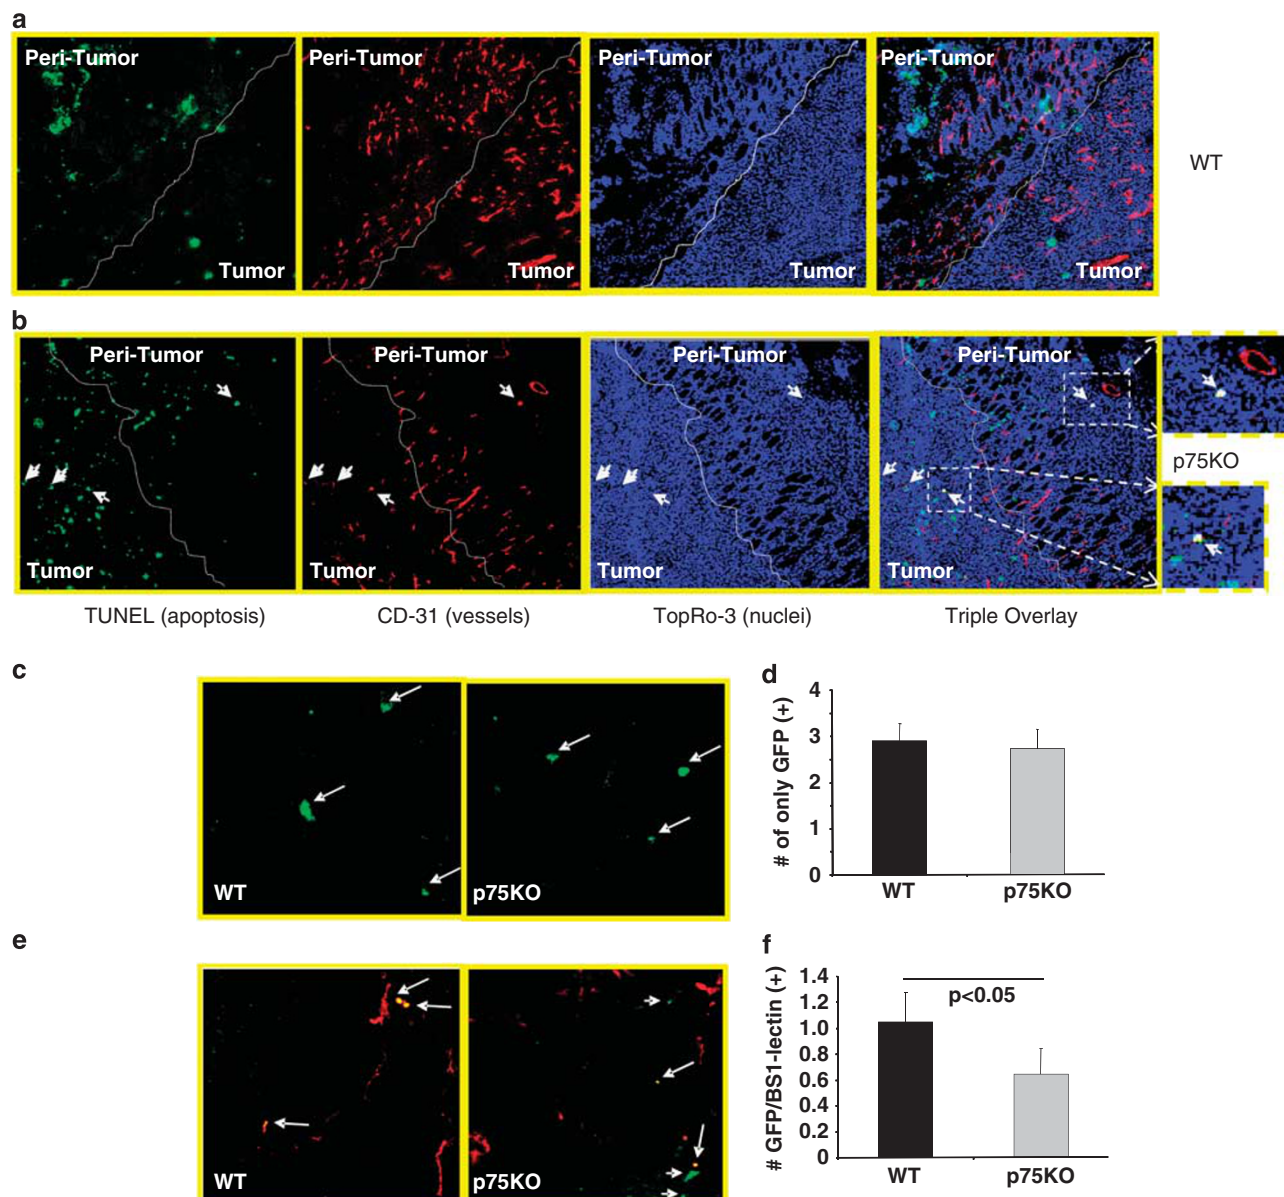 a
Peri-Tumor
Tumor
Peri-Tumor
Tumor
Peri-Tumor
Tumor
Peri-Tumor
Tumor
WT
b
Peri-Tumor
Tumor
Peri-Tumor
Tumor
Peri-Tumor
Tumor
Peri-Tumor
Tumor
p75KO
TUNEL (apoptosis)
CD-31 (vessels)
TopRo-3 (nuclei)
Triple Overlay
c
WT
p75KO
d
# of only GFP (+)
4
3
2
1
0
WT
p75KO
e
WT
p75KO
f
# GFP/BS1-lectin (+)
1.4
1.2
1.0
0.8
0.6
0.4
0.2
0
p<0.05
WT
p75KO